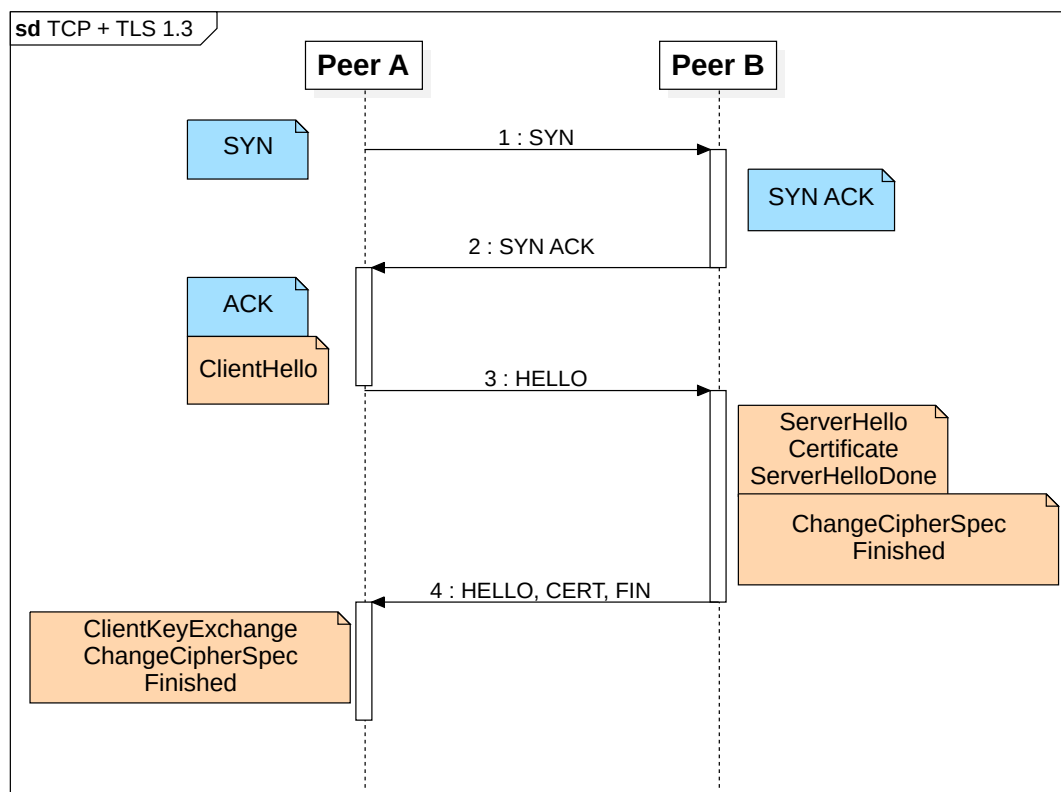 sd TCP + TLS 1.3
Peer A
Peer B
SYN
1 : SYN
SYN ACK
2 : SYN ACK
ACK
ClientHello
3 : HELLO
ServerHello
Certificate
ServerHelloDone
ChangeCipherSpec
Finished
4 : HELLO, CERT, FIN
ClientKeyExchange
ChangeCipherSpec
Finished